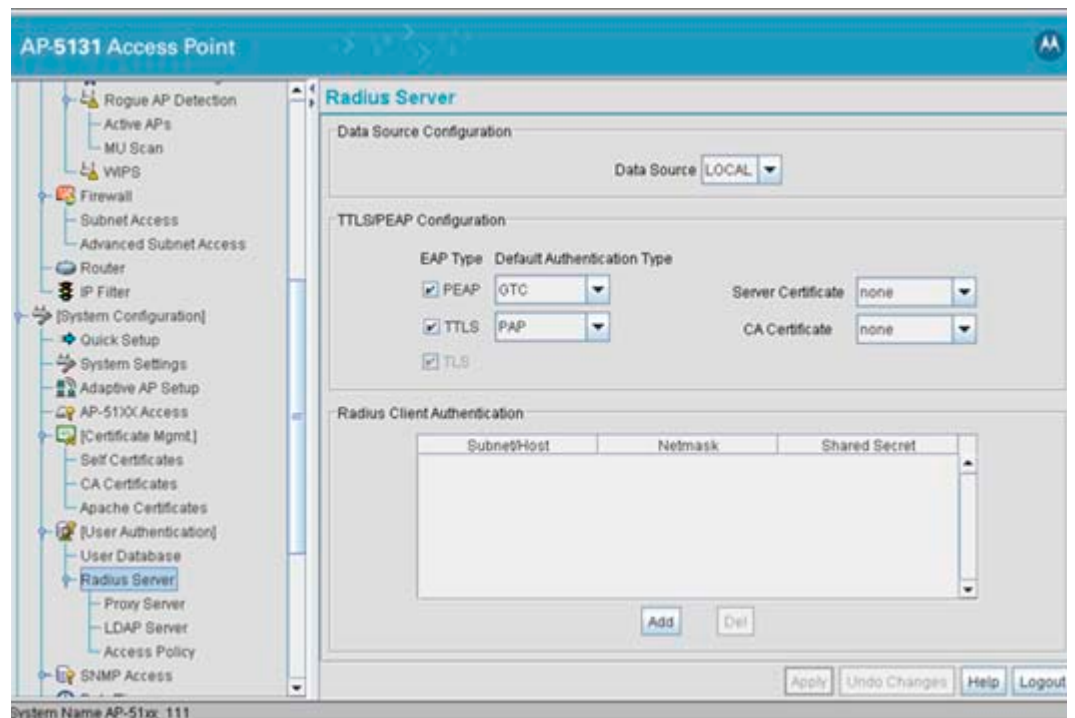 AP-5131 Access Point
Rogue AP Detection
Active APs
MU Scan
WIPS
Firewall
Subnet Access
Advanced Subnet Access
Router
IP Filter
[System Configuration]
Quick Setup
System Settings
Adaptive AP Setup
AP-51XX Access
[Certificate Mgmt.]
Self Certificates
CA Certificates
Apache Certificates
[User Authentication]
User Database
Radius Server
Proxy Server
LDAP Server
Access Policy
SNMP Access
Radius Server
Data Source Configuration
Data Source LOCAL
TTLS/PEAP Configuration
EAP Type Default Authentication Type
PEAP GTC Server Certificate none
TTLS PAP CA Certificate none
TLS
Radius Client Authentication
Subnet/Host Netmask Shared Secret
Add Del
Apply Undo Changes Help Logout
System Name AP-51xx_111